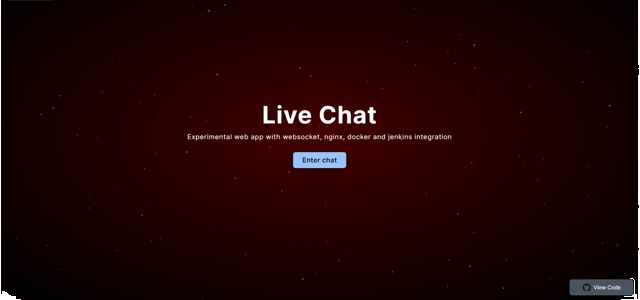 Live Chat
Experimental web app with websocket, nginx, docker and jenkins integration
Enter chat
View Code